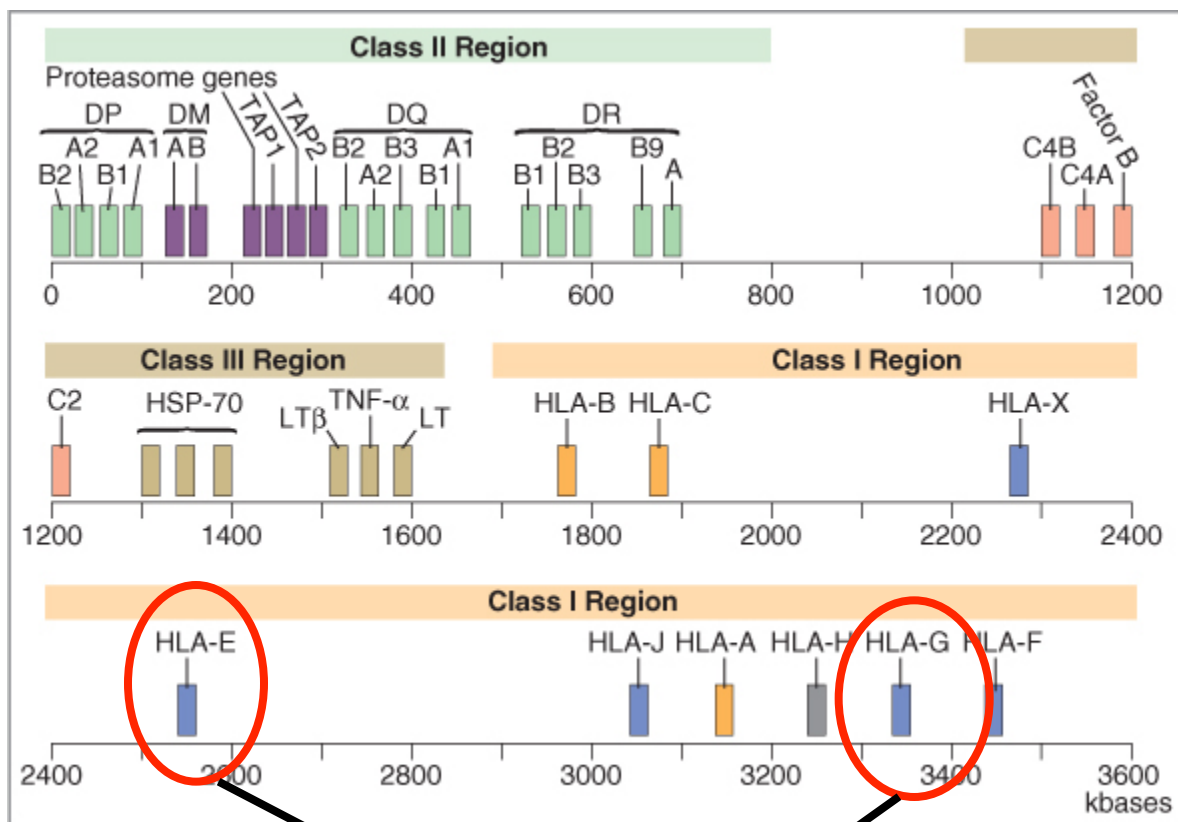 Class II Region
Proteasome genes
DP DM TAP1 TAP2 DQ DR Factor B
A2 A1 A B B2 B3 A1 B2 B9 C4B
B2 B1 A2 B1 B1 B3 A C4A
0 200 400 600 800 1000 1200
Class III Region Class I Region
C2 HSP-70 LTβ TNF-α LT HLA-B HLA-C HLA-X
1200 1400 1600 1800 2000 2200 2400
Class I Region
HLA-E HLA-J HLA-A HLA-H HLA-G HLA-F
2400 2600 2800 3000 3200 3400 3600
kbases